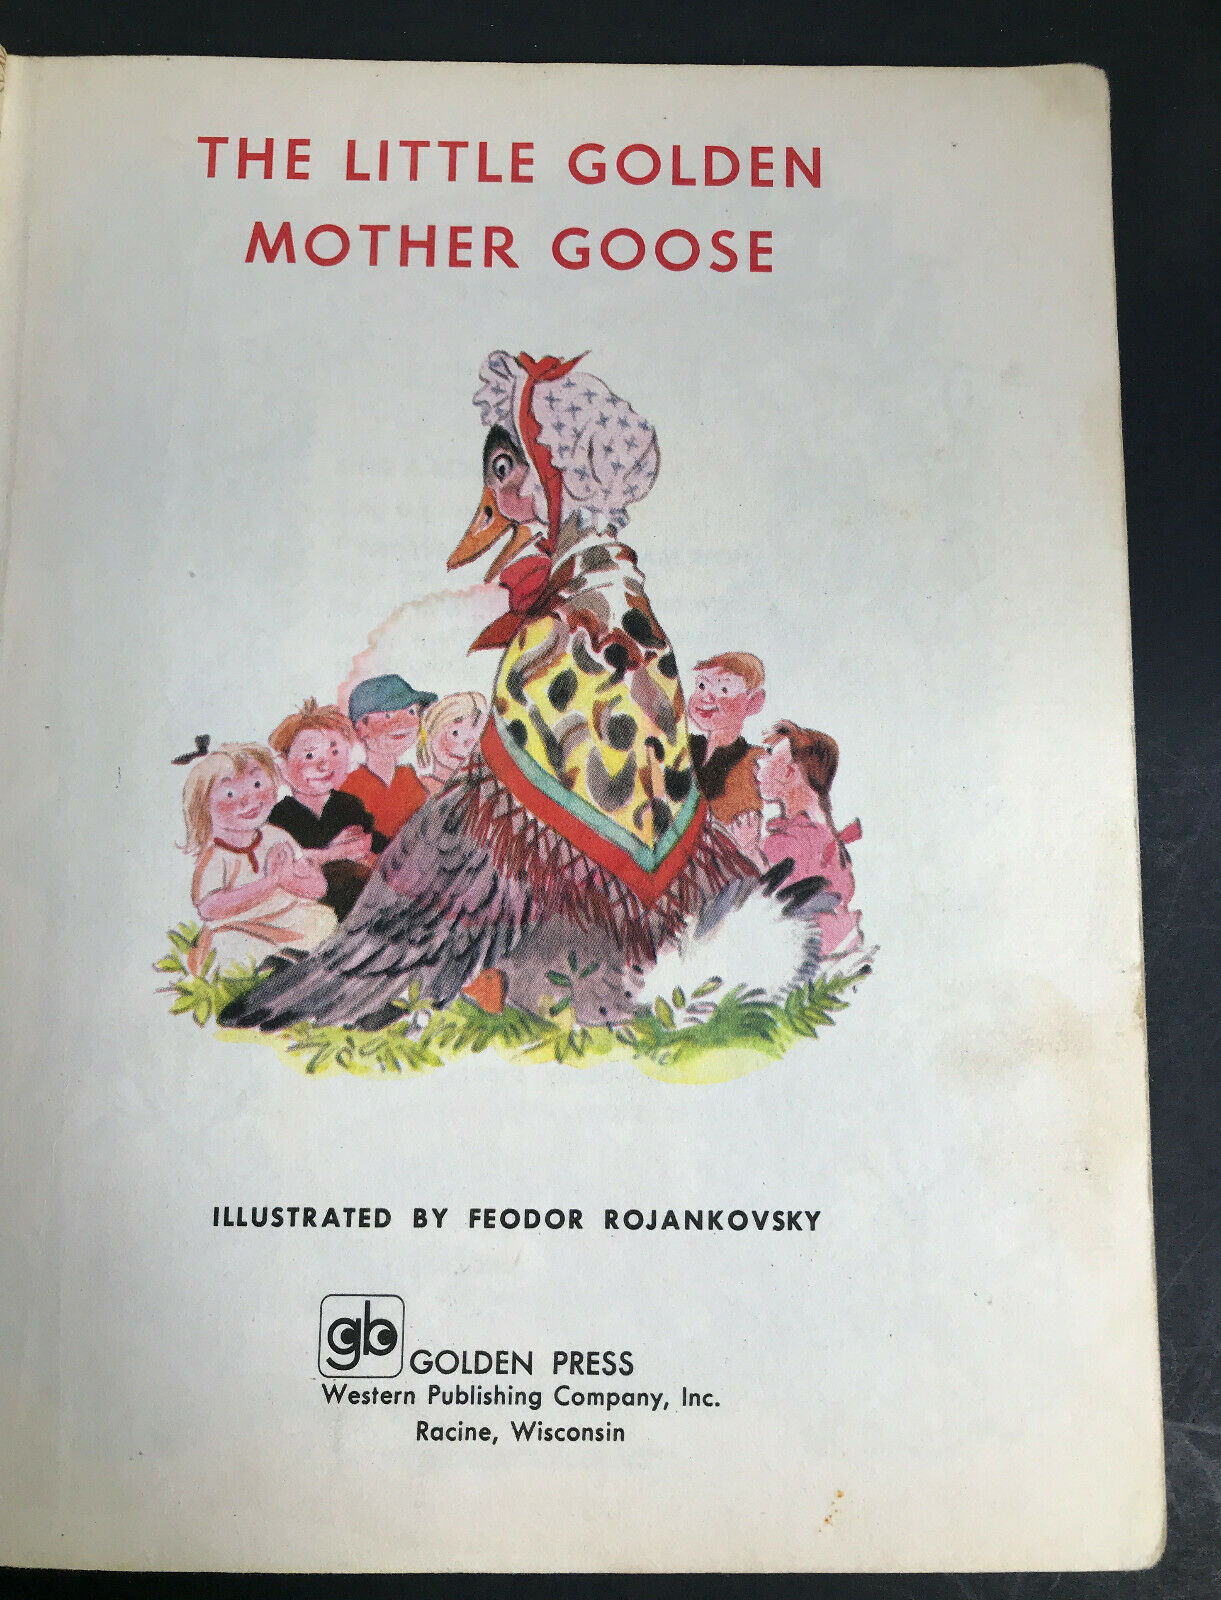 THE LITTLE GOLDEN
MOTHER GOOSE
ILLUSTRATED BY FEODOR ROJANKOVSKY
gb GOLDEN PRESS
Western Publishing Company, Inc.
Racine, Wisconsin